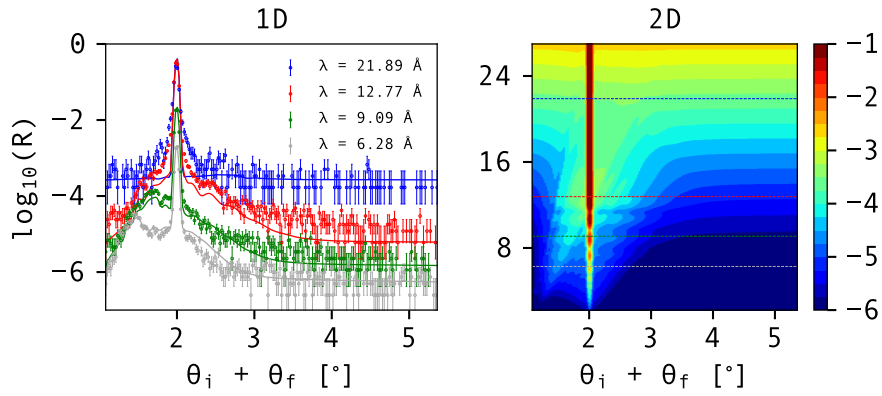 1D
2D
log₁₀(R)
0
−2
−4
−6
λ = 21.89 Å
λ = 12.77 Å
λ = 9.09 Å
λ = 6.28 Å
2 3 4 5
θi + θf [°]
24
16
8
2 3 4 5
θi + θf [°]
−1
−2
−3
−4
−5
−6